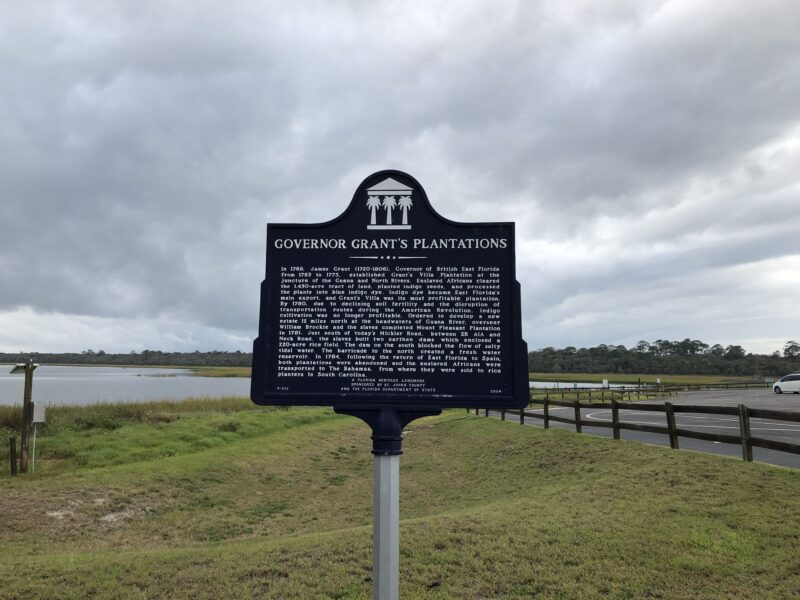 GOVERNOR GRANT'S PLANTATIONS
In 1768, James Grant (1720-1806), Governor of British East Florida
from 1763 to 1773, established Grant's Villa Plantation at the
juncture of the Guana and North Rivers. Enslaved Africans cleared
the 1,450-acre tract of land, planted indigo seeds, and processed
the plants into blue indigo dye. Indigo dye became East Florida's
main export, and Grant's Villa was its most profitable plantation.
By 1780, due to declining soil fertility and the disruption of
transportation routes during the American Revolution, indigo
cultivation was no longer profitable. Ordered to develop a new
estate 12 miles north at the headwaters of Guana River, overseer
William Brockie and the slaves completed Mount Pleasant Plantation
in 1781. Just south of today's Mickler Road, between SR A1A and
Neck Road, the slaves built two earthen dams which enclosed a
220-acre rice field. The dam on the south blocked the flow of salty
tidal water. The barricade to the north created a fresh water
reservoir. In 1784, following the return of East Florida to Spain,
both plantations were abandoned and the enslaved Africans were
transported to The Bahamas, from where they were sold to rice
planters in South Carolina.
A FLORIDA HERITAGE LANDMARK
SPONSORED BY ST. JOHNS COUNTY
F-512 AND THE FLORIDA DEPARTMENT OF STATE 2004